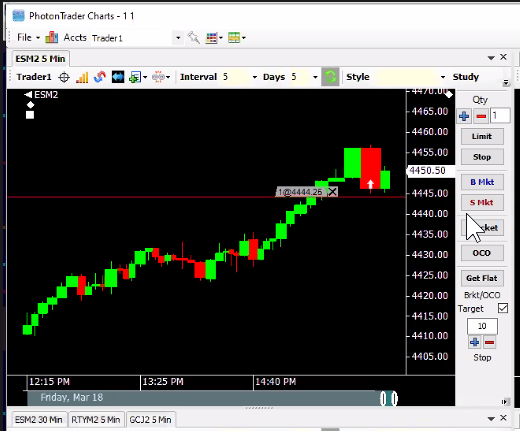 PhotonTrader Charts - 1 1
File Accts Trader1
ESM2 5 Min
Trader1 Interval 5 Days 5 Style Study
ESM2
4470.00
4465.00
4460.00
4455.00
4450.50
4445.00
4440.00
4435.00
4430.00
4425.00
4420.00
4415.00
4410.00
4405.00
1@4444.26 X
12:15 PM 13:25 PM 14:40 PM
Friday, Mar 18
Qty
1
Limit
Stop
B Mkt
S Mkt
OCO
Get Flat
Brkt/OCO
Target
10
Stop
ESM2 30 Min RTYM2 5 Min GCJ2 5 Min